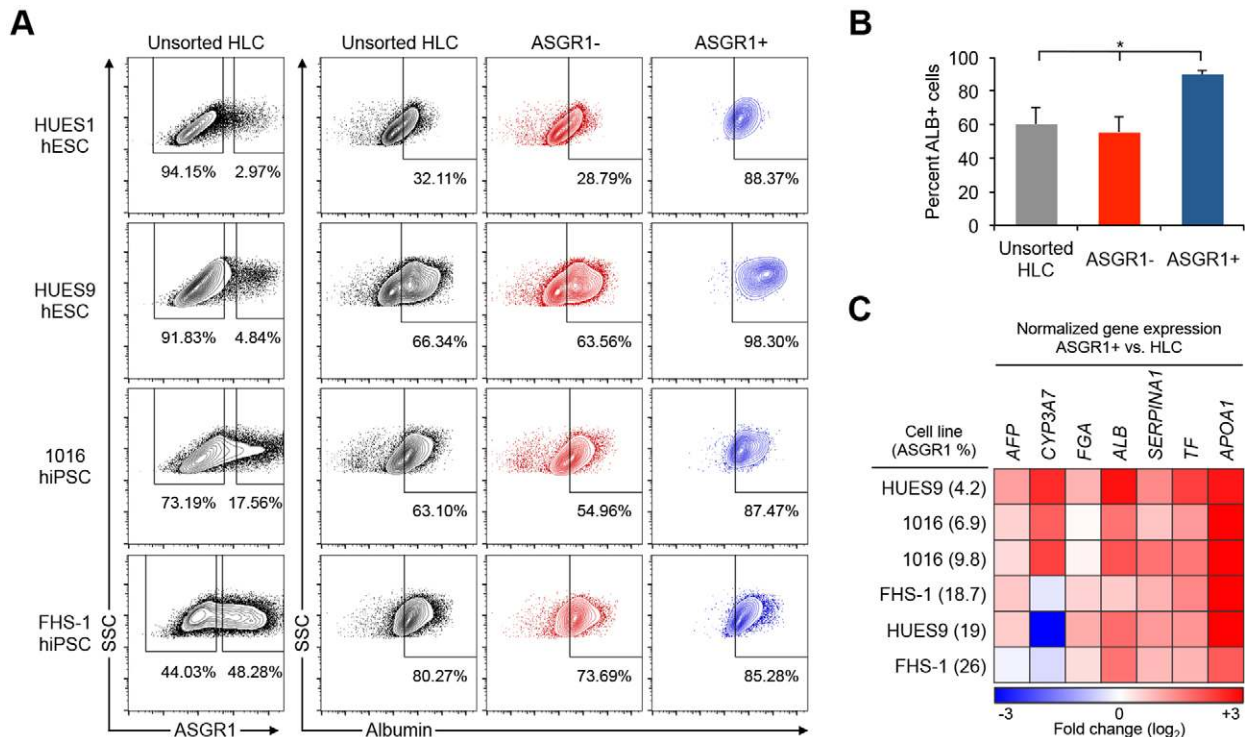 A
Unsorted HLC
Unsorted HLC
ASGR1-
ASGR1+
HUES1
hESC
94.15%
2.97%
32.11%
28.79%
88.37%
HUES9
hESC
91.83%
4.84%
66.34%
63.56%
98.30%
1016
hiPSC
73.19%
17.56%
63.10%
54.96%
87.47%
FHS-1
hiPSC
44.03%
48.28%
80.27%
73.69%
85.28%
SSC
SSC
ASGR1
Albumin
B
*
Percent ALB+ cells
100
80
60
40
20
0
Unsorted
HLC
ASGR1-
ASGR1+
C
Normalized gene expression
ASGR1+ vs. HLC
Cell line
(ASGR1 %)
AFP
CYP3A7
FGA
ALB
SERPINA1
TF
APOA1
HUES9 (4.2)
1016 (6.9)
1016 (9.8)
FHS-1 (18.7)
HUES9 (19)
FHS-1 (26)
-3
0
+3
Fold change (log₂)